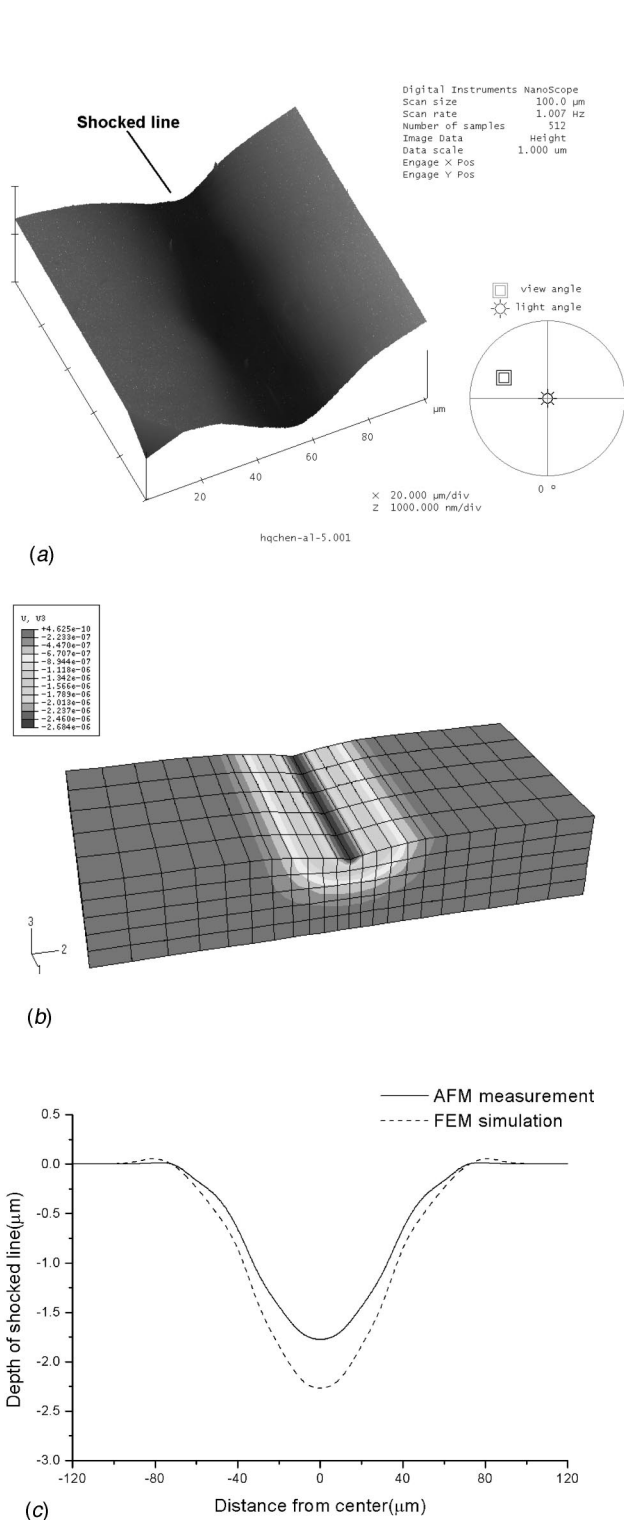 Shocked line
Digital Instruments NanoScope
Scan size 100.0 µm
Scan rate 1.007 Hz
Number of samples 512
Image Data Height
Data scale 1.000 um
Engage X Pos
Engage Y Pos
view angle
light angle
0 °
µm
80
60
40
20
X 20.000 µm/div
Z 1000.000 nm/div
hqchen-al-5.001
(a)
U, U3
+4.625e-10
-2.233e-07
-4.470e-07
-6.707e-07
-8.944e-07
-1.118e-06
-1.342e-06
-1.566e-06
-1.789e-06
-2.013e-06
-2.237e-06
-2.460e-06
-2.684e-06
3
2
1
(b)
AFM measurement
FEM simulation
0.5
0.0
-0.5
-1.0
-1.5
-2.0
-2.5
-3.0
Depth of shocked line(µm)
-120 -80 -40 0 40 80 120
Distance from center(µm)
(c)